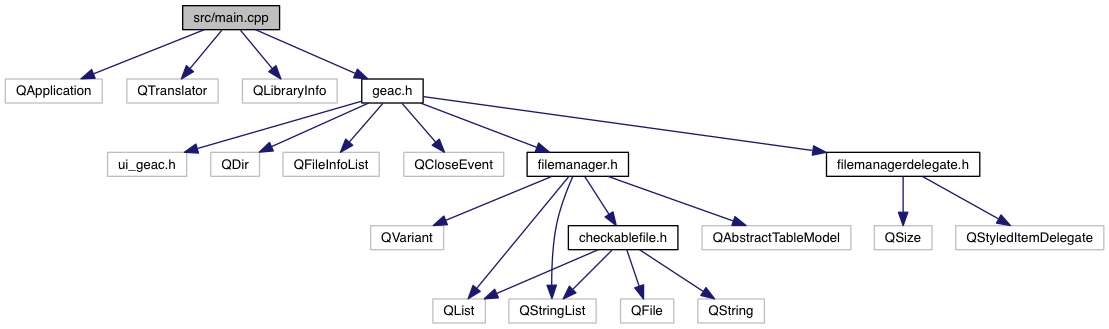 src/main.cpp
QApplication
QTranslator
QLibraryInfo
geac.h
ui_geac.h
QDir
QFileInfoList
QCloseEvent
filemanager.h
filemanagerdelegate.h
QVariant
checkablefile.h
QAbstractTableModel
QSize
QStyledItemDelegate
QList
QStringList
QFile
QString